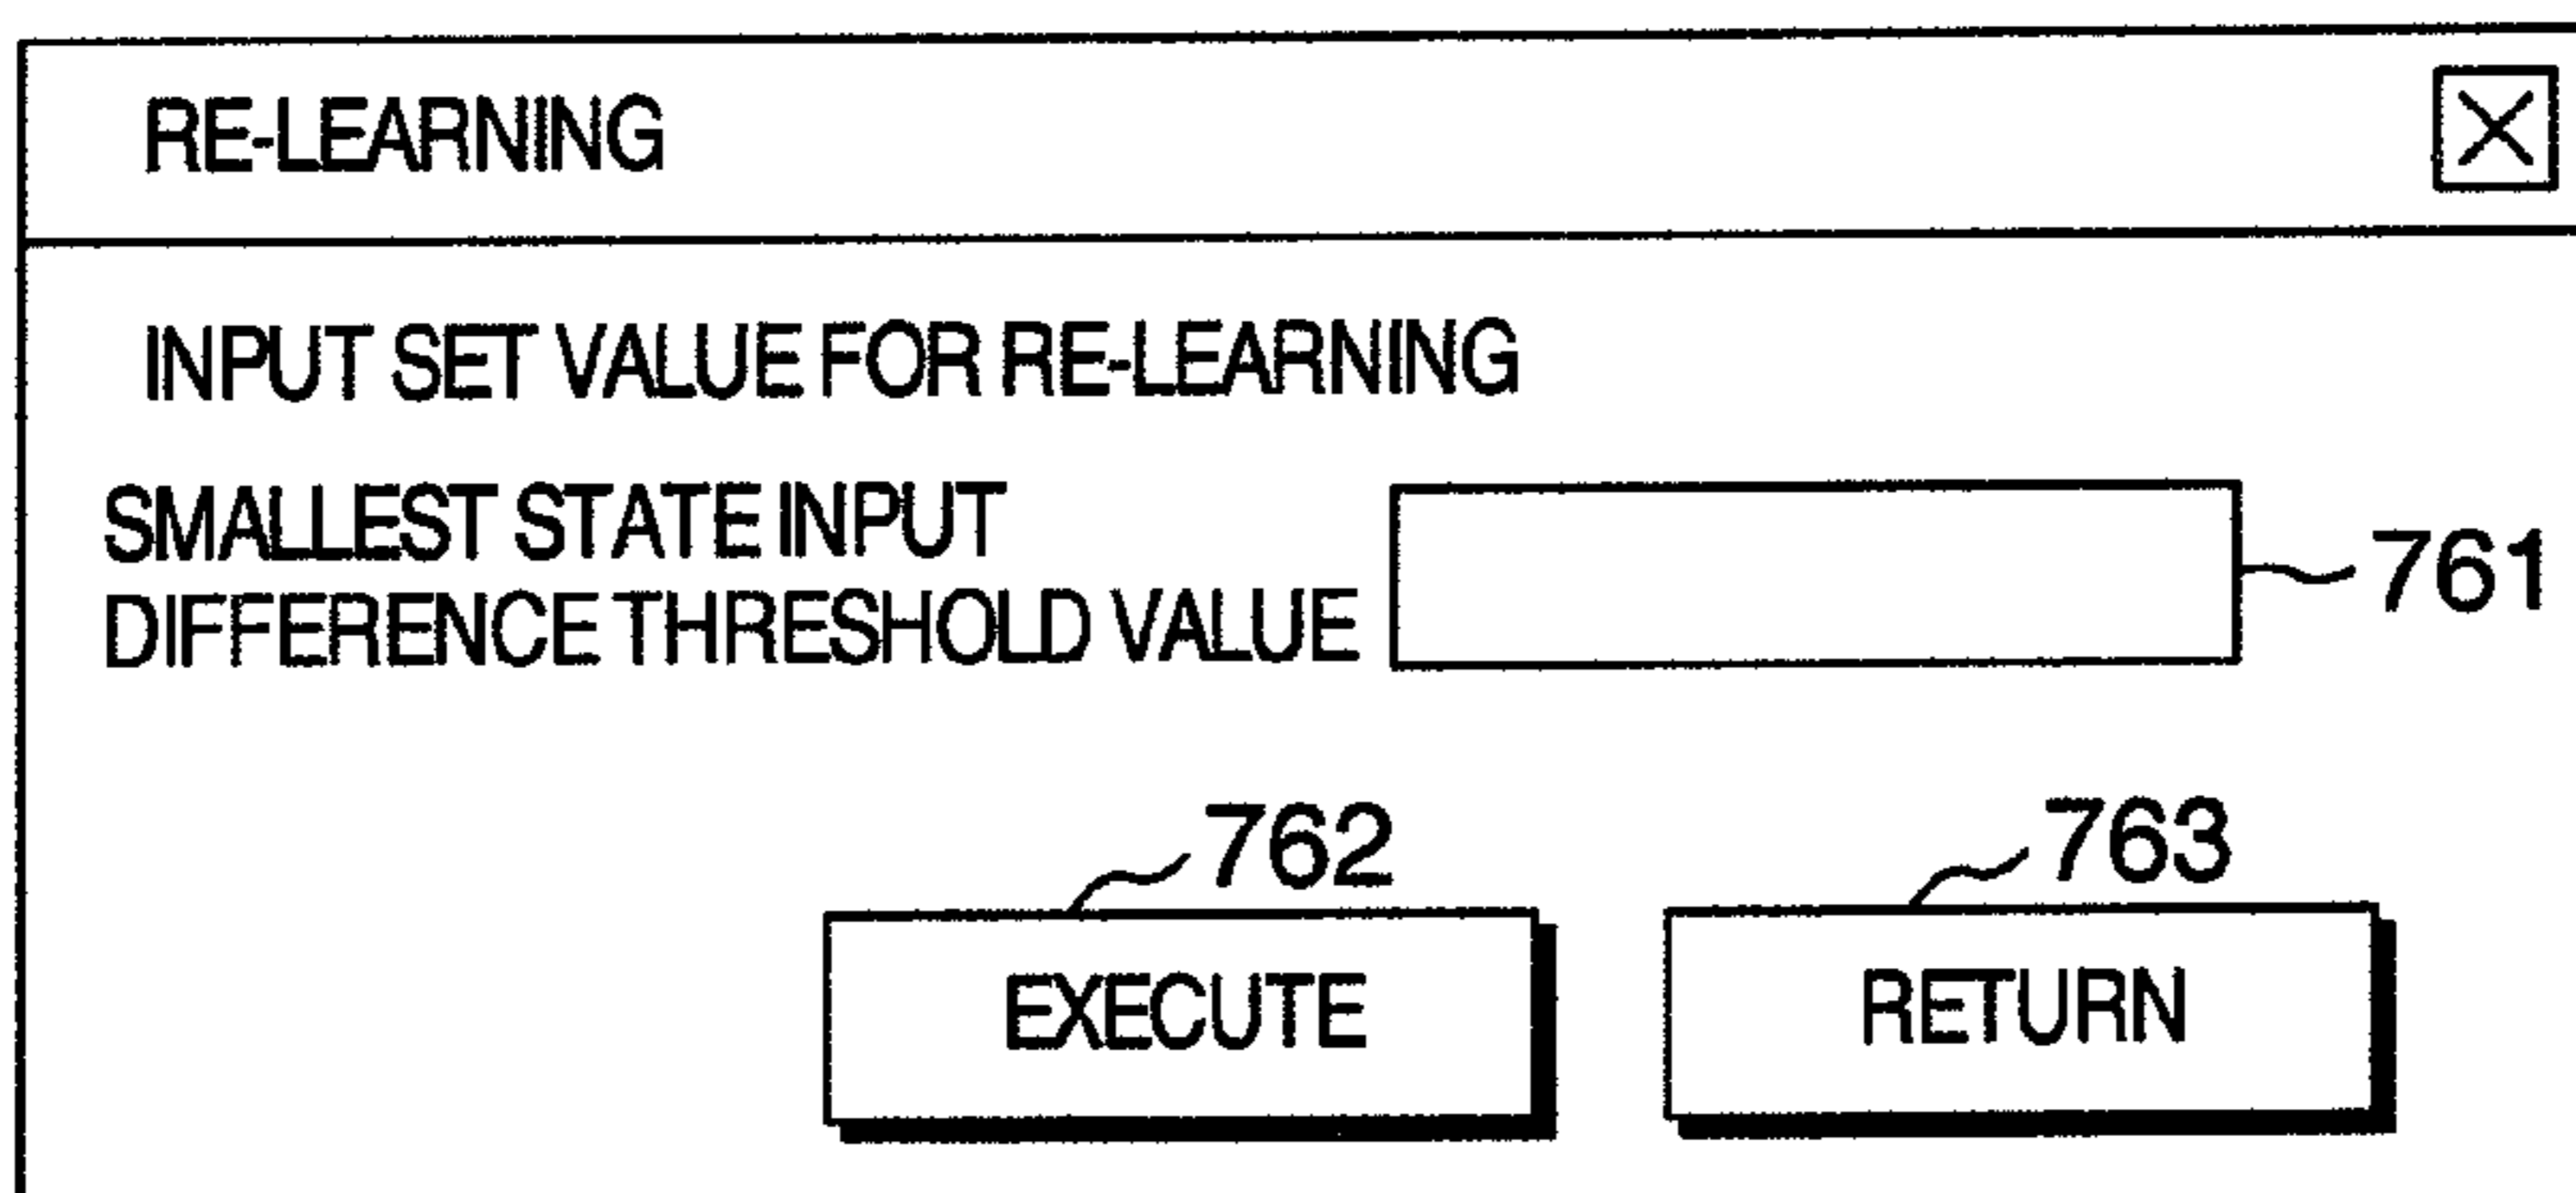 RE-LEARNING
INPUT SET VALUE FOR RE-LEARNING
SMALLEST STATE INPUT
DIFFERENCE THRESHOLD VALUE
761
762
763
EXECUTE
RETURN